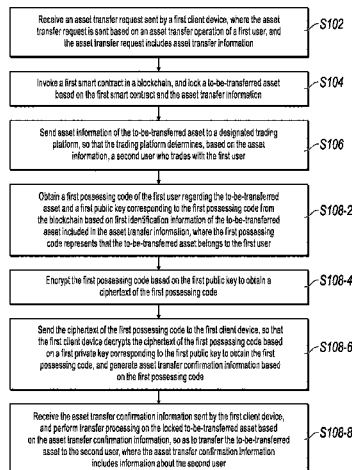 Receive an asset transfer request sent by a first client device, where the asset
transfer request is sent based on an asset transfer operation of a first user, and
the asset transfer request includes asset transfer information
S102
Invoke a first smart contract in a blockchain, and lock a to-be-transferred asset
based on the first smart contract and the asset transfer information
S104
Send asset information of the to-be-transferred asset to a designated trading
platform, so that the trading platform determines, based on the asset
information, a second user who trades with the first user
S106
Obtain a first possessing code of the first user regarding the to-be-transferred
asset and a first public key corresponding to the first possessing code from
the blockchain based on first identification information of the to-be-transferred
asset included in the asset transfer information, where the first possessing
code represents that the to-be-transferred asset belongs to the first user
S108-2
Encrypt the first possessing code based on the first public key to obtain a
ciphertext of the first possessing code
S108-4
Send the ciphertext of the first possessing code to the first client device, so that
the first client device decrypts the ciphertext of the first possessing code based
on a first private key corresponding to the first public key to obtain the first
possessing code, and generate asset transfer confirmation information based
on the first possessing code
S108-6
Receive the asset transfer confirmation information sent by the first client device,
and perform transfer processing on the locked to-be-transferred asset based
on the asset transfer confirmation information, so as to transfer the to-be-transferred
asset to the second user, where the asset transfer confirmation information
includes information about the second user
S108-8